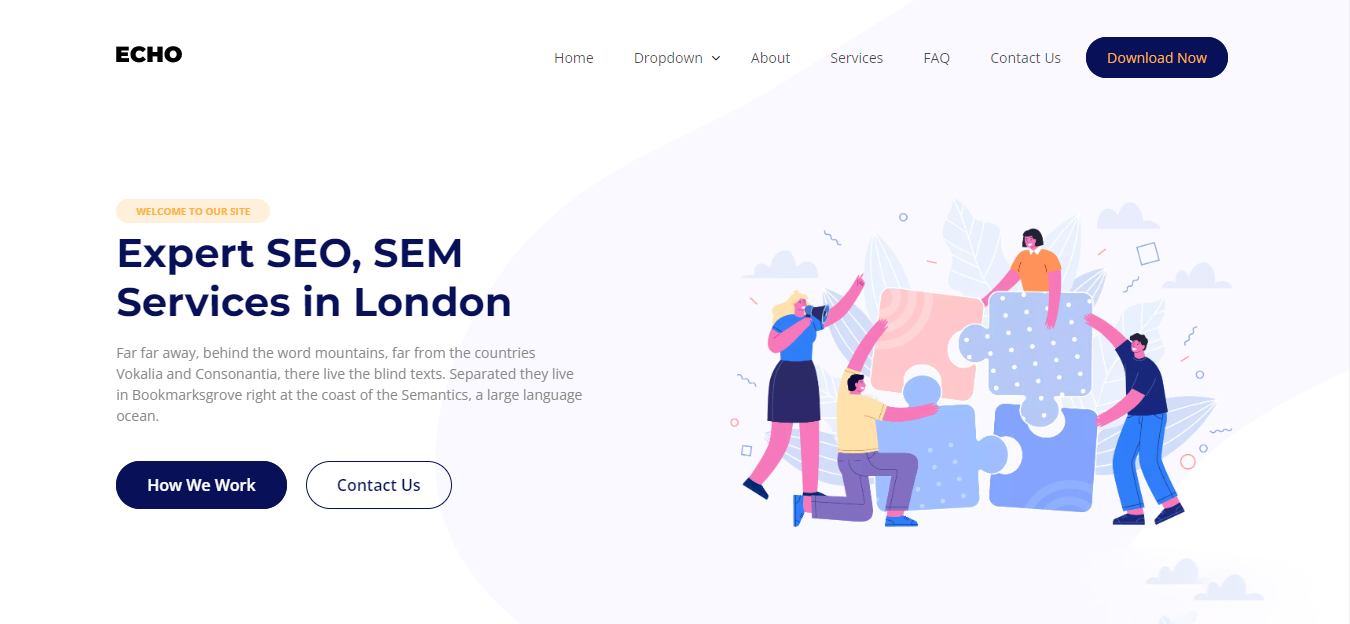 ECHO
Home Dropdown About Services FAQ Contact Us Download Now
WELCOME TO OUR SITE
Expert SEO, SEM
Services in London
Far far away, behind the word mountains, far from the countries
Vokalia and Consonantia, there live the blind texts. Separated they live
in Bookmarksgrove right at the coast of the Semantics, a large language
ocean.
How We Work Contact Us